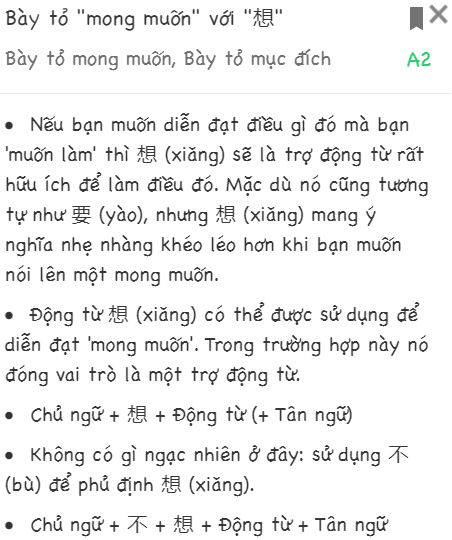 Bày tỏ "mong muốn" với "想"
Bày tỏ mong muốn, Bày tỏ mục đích A2
• Nếu bạn muốn diễn đạt điều gì đó mà bạn
'muốn làm' thì 想 (xiǎng) sẽ là trợ động từ rất
hữu ích để làm điều đó. Mặc dù nó cũng tương
tự như 要 (yào), nhưng 想 (xiǎng) mang ý
nghĩa nhẹ nhàng khéo léo hơn khi bạn muốn
nói lên một mong muốn.
• Động từ 想 (xiǎng) có thể được sử dụng để
diễn đạt 'mong muốn'. Trong trường hợp này nó
đóng vai trò là một trợ động từ.
• Chủ ngữ + 想 + Động từ (+ Tân ngữ)
• Không có gì ngạc nhiên ở đây: sử dụng 不
(bù) để phủ định 想 (xiǎng).
• Chủ ngữ + 不 + 想 + Động từ + Tân ngữ